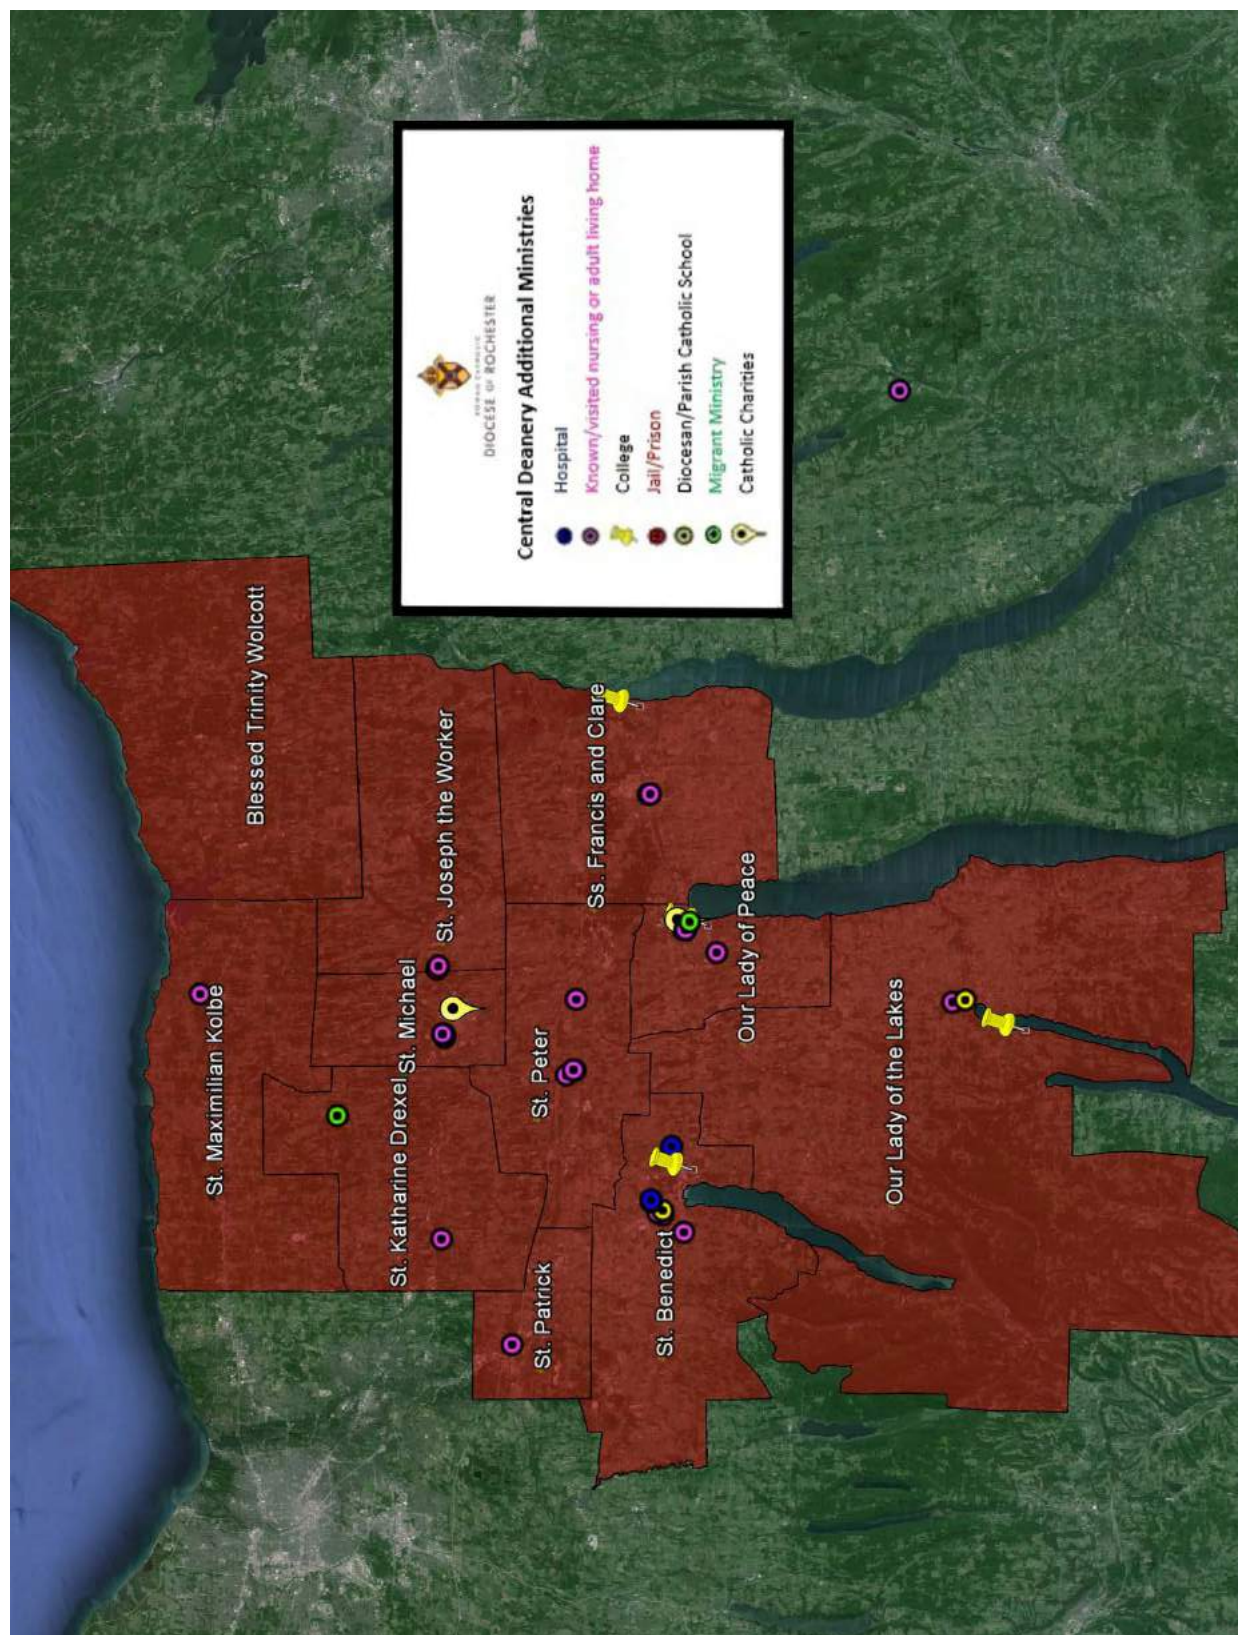 ROMAN CATHOLIC
DIOCESE OF ROCHESTER
Central Deanery Additional Ministries
Hospital
Known/visited nursing or adult living home
College
Jail/Prison
Diocesan/Parish Catholic School
Migrant Ministry
Catholic Charities
Blessed Trinity Wolcott
St. Maximilian Kolbe
St. Joseph the Worker
St. Michael
St. Katharine Drexel
Ss. Francis and Clare
St. Peter
St. Patrick
Our Lady of Peace
St. Benedict
Our Lady of the Lakes